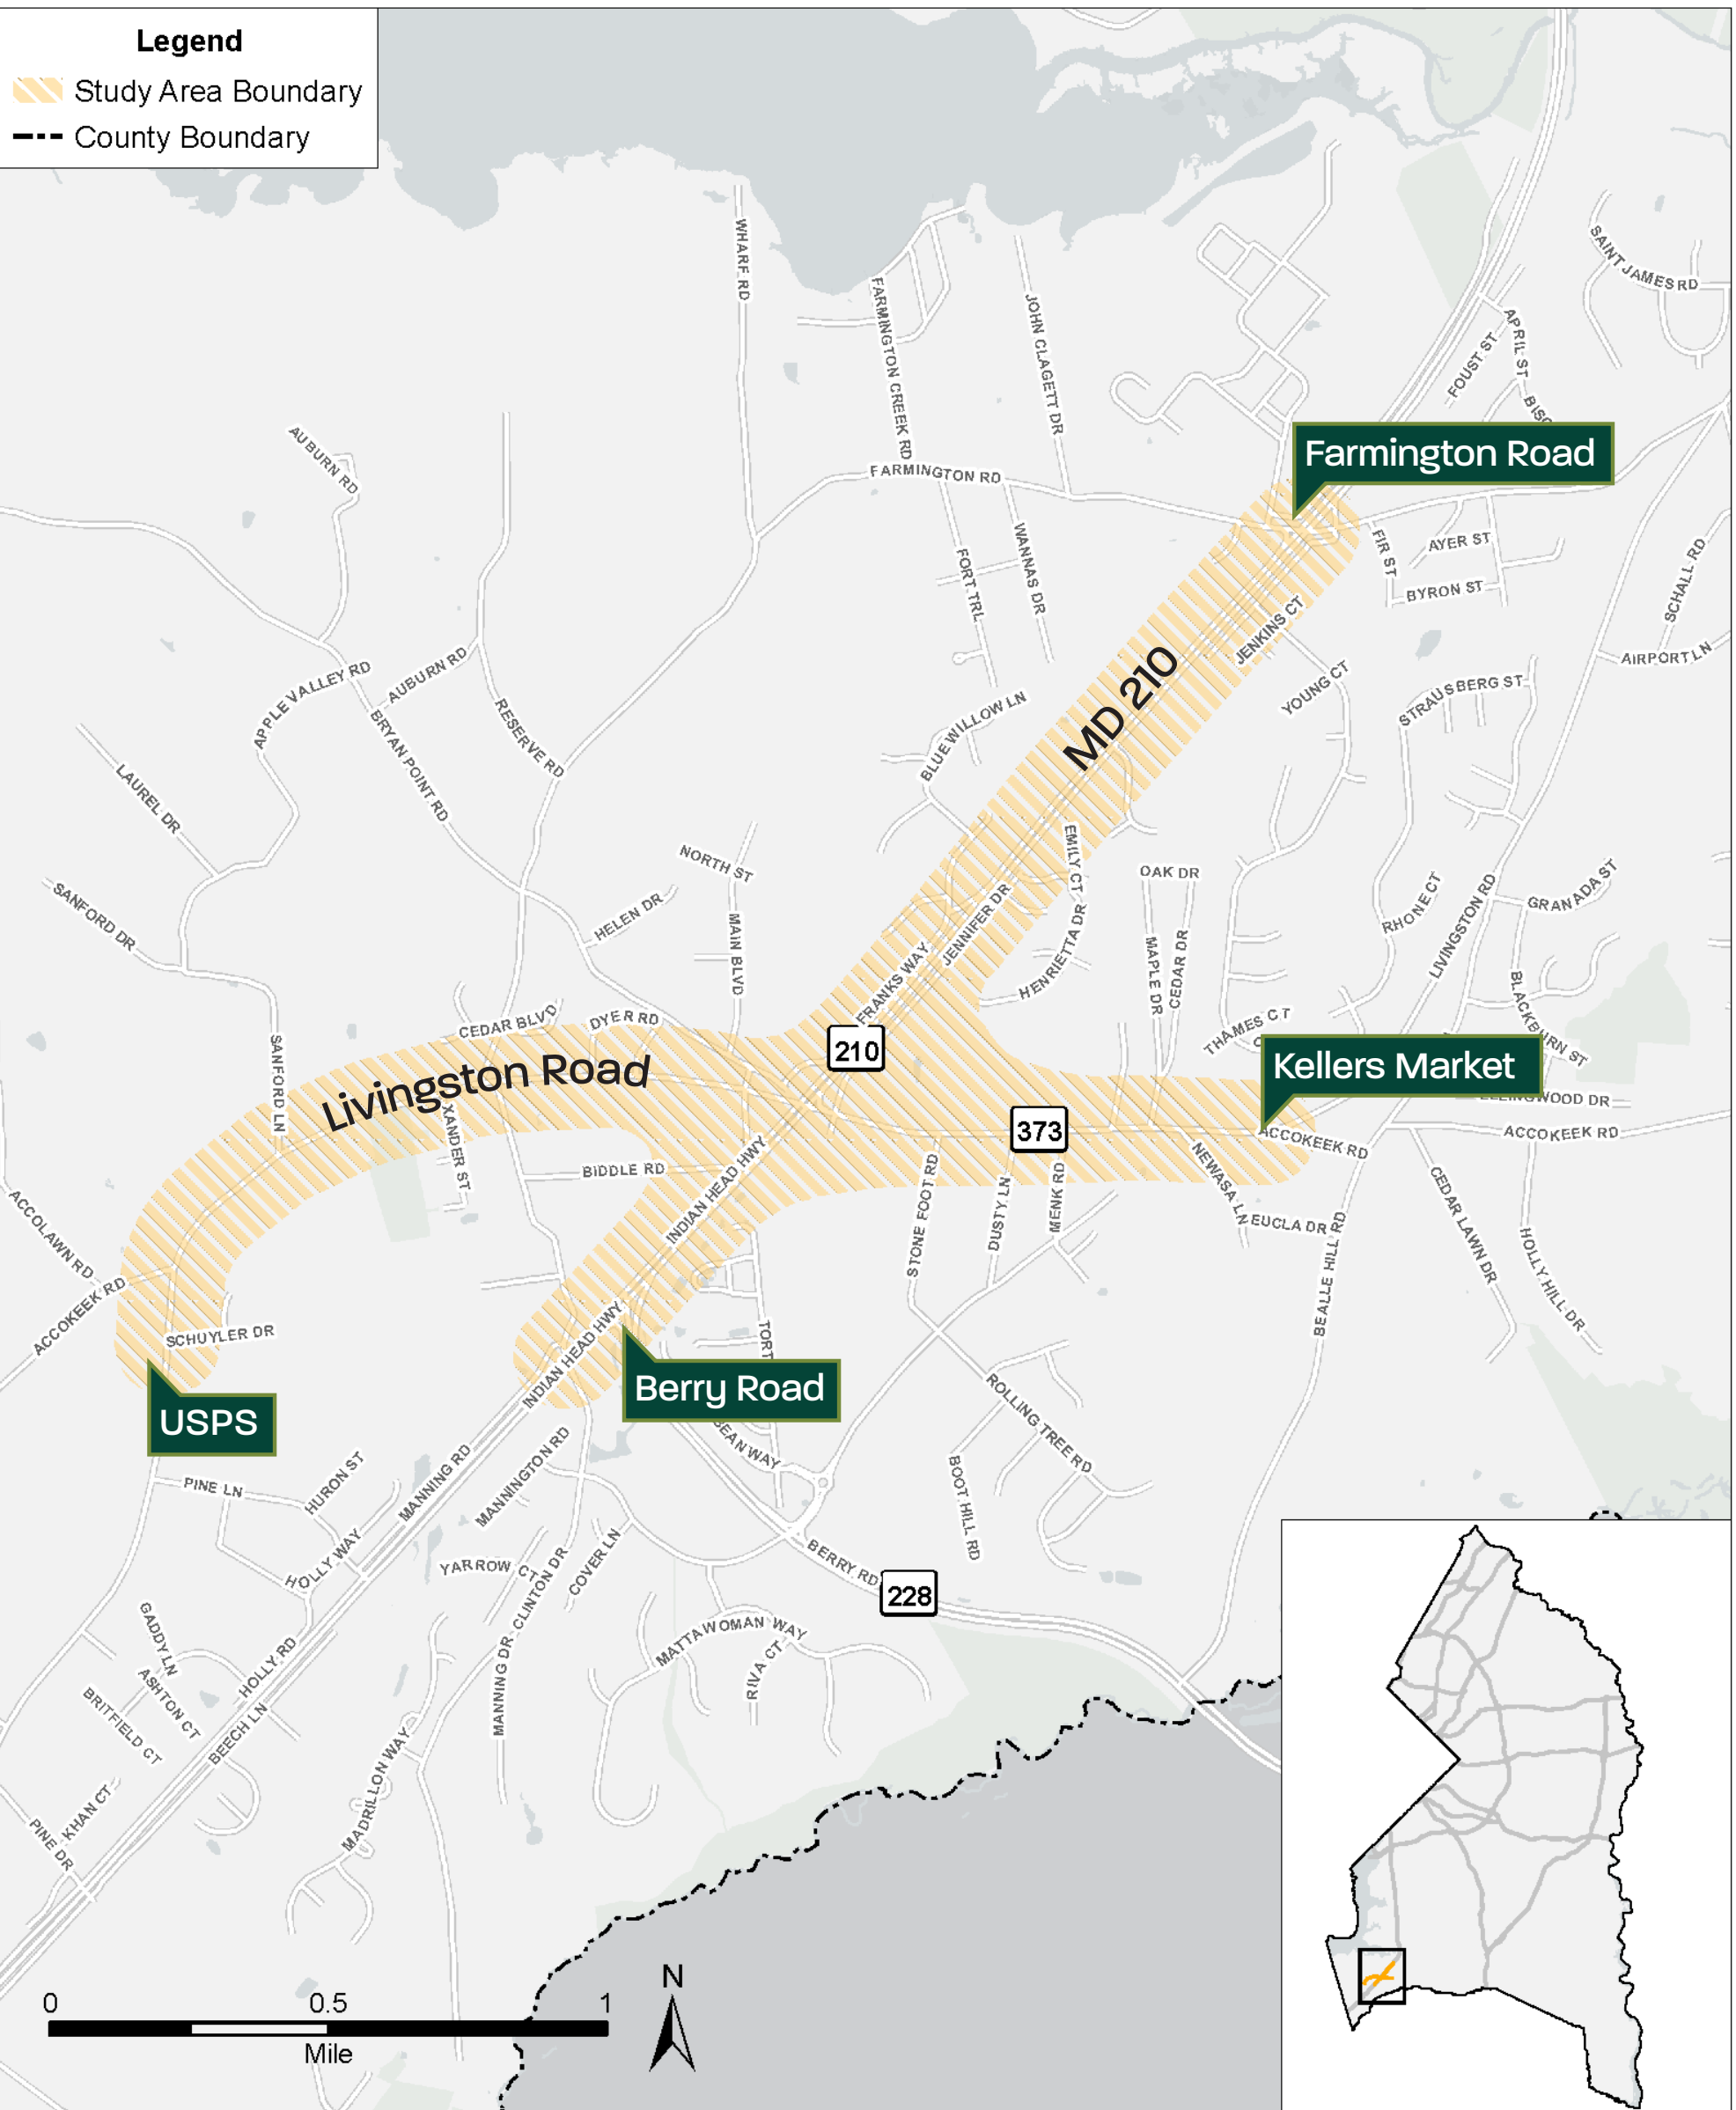 Legend
Study Area Boundary
County Boundary
WHARF RD
FARMINGTON CREEK RD
JOHN CLAGETT DR
SAINT JAMES RD
APRIL ST
FOUST ST
AUBURN RD
FARMINGTON RD
Farmington Road
FORT TRL
WANNAS DR
FIR ST
AYER ST
BYRON ST
SCHALL RD
JENKINS CT
AIRPORT LN
APPLE VALLEY RD
AUBURN RD
BRYAN POINT RD
RESERVE RD
BLUE WILLOW LN
MD 210
YOUNG CT
STRAUSBERG ST
LAUREL DR
NORTH ST
EMILY CT
OAK DR
SANFORD DR
HELEN DR
MAIN BLVD
JENNIFER DR
HENRIETTA DR
MAPLE DR
CEDAR DR
RHONE CT
LIVINGSTON RD
GRANADA ST
FRANKS WAY
BLACKBURN ST
CEDAR BLVD
DYER RD
THAMES CT
SANFORD LN
Livingston Road
210
Kellers Market
XANDER ST
373
ACCOKEEK RD
ACCOKEEK RD
BIDDLE RD
INDIAN HEAD HWY
STONE FOOT RD
DUSTY LN
MENK RD
NEWASA LN
EUCLA DR
BEALLE HILL RD
CEDAR LAWN DR
HOLLY HILL DR
ACCOLAWN RD
ACCOKEEK RD
SCHUYLER DR
INDIAN HEAD HWY
TORT
USPS
Berry Road
BEAN WAY
ROLLING TREE RD
BOOT HILL RD
PINE LN
HURON ST
MANNING RD
MANNINGTON RD
HOLLY WAY
YARROW CT
CLINTON DR
COVER LN
BERRY RD
228
GADDY LN
ASHTON CT
BRITFIELD CT
HOLLY RD
BEECH LN
MANNING DR
MATTAWOMAN WAY
RIVA CT
MADRILLON WAY
KHAN CT
PINE DR
0 0.5 1
Mile
N